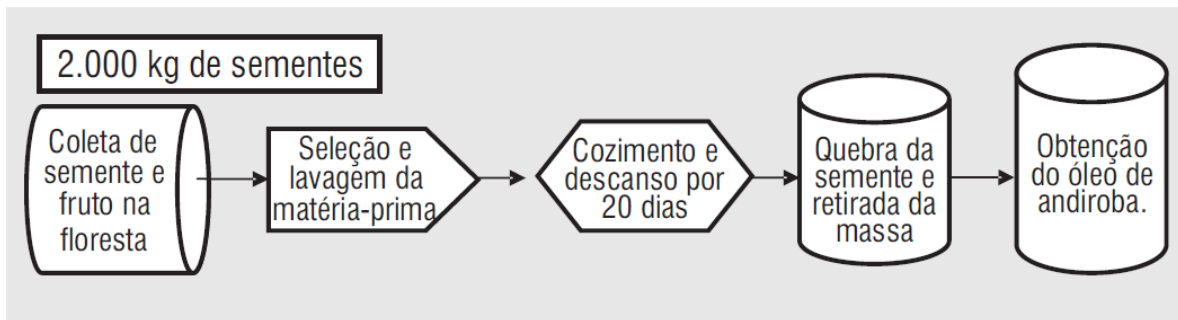 2.000 kg de sementes
Coleta de
semente e
fruto na
floresta
Seleção e
lavagem da
matéria-prima
Cozimento e
descanso por
20 dias
Quebra da
semente e
retirada da
massa
Obtenção
do óleo de
andiroba.